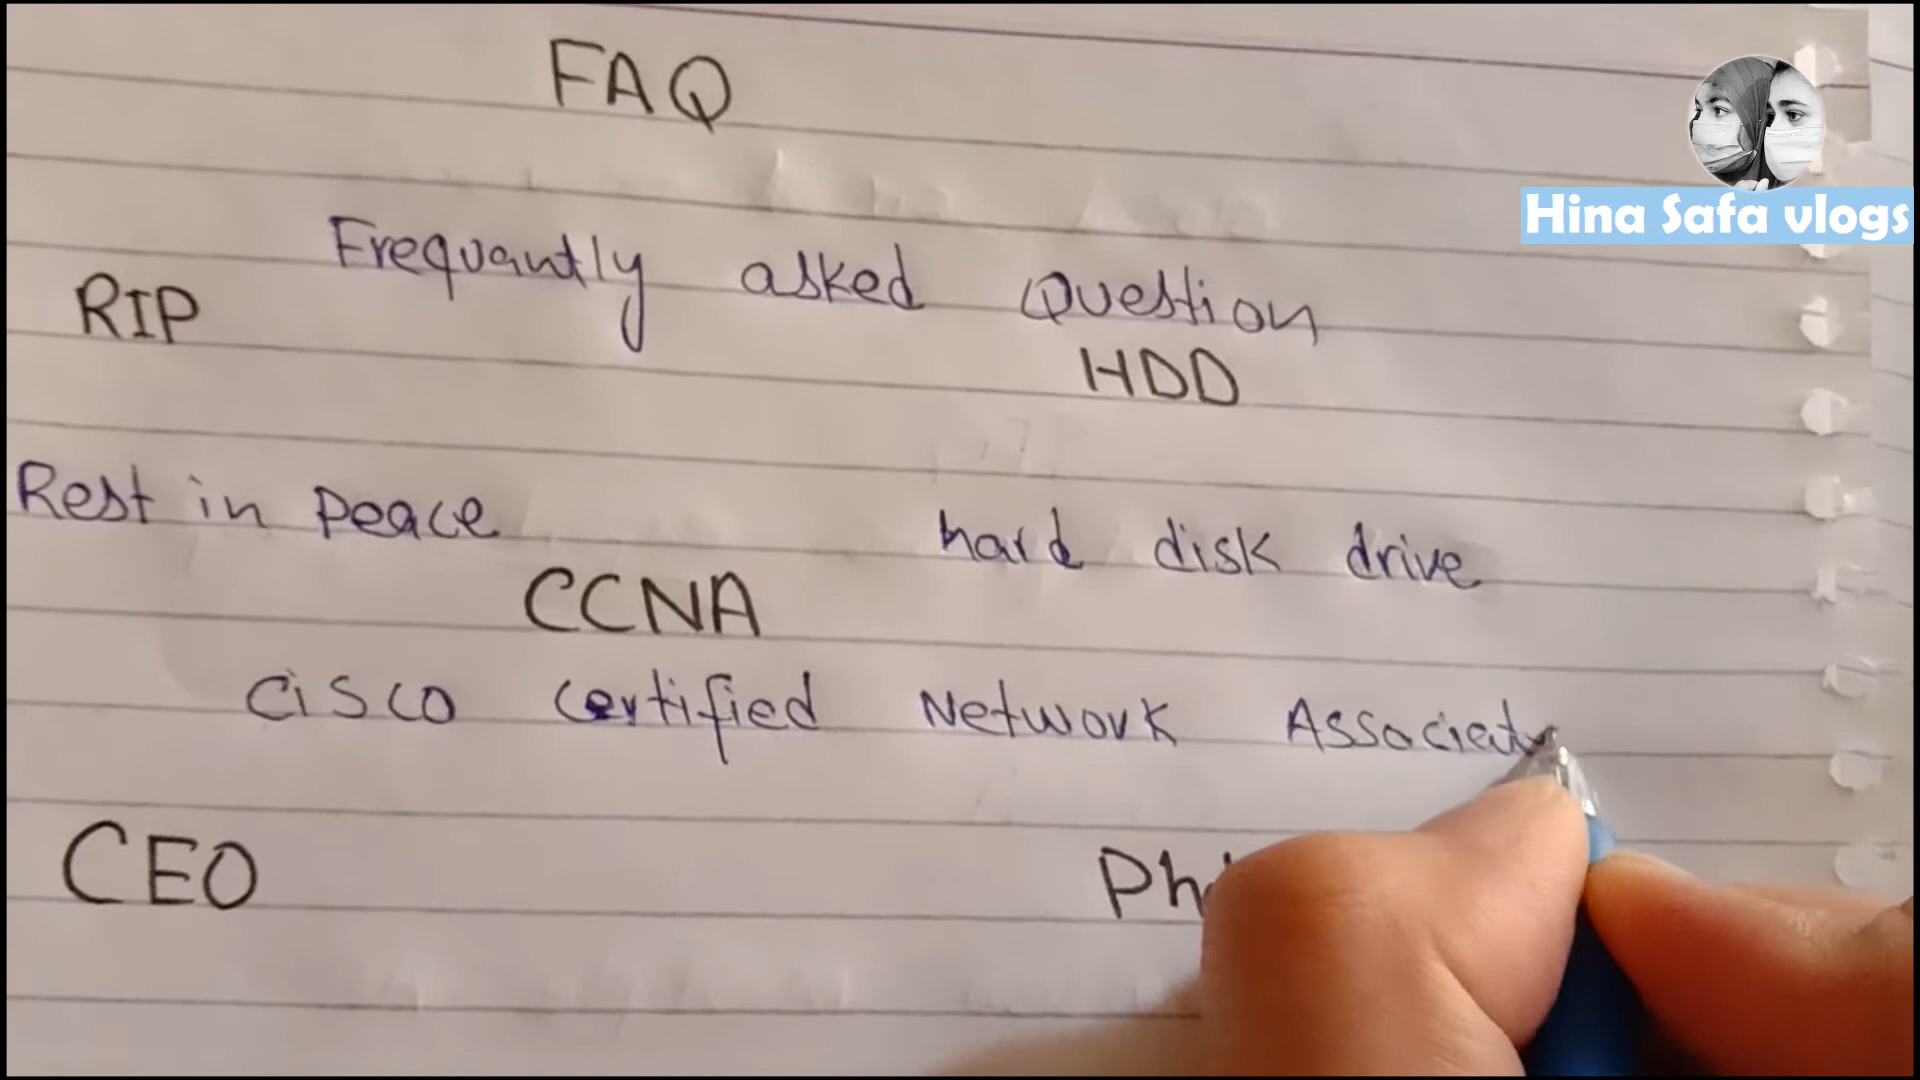 FAQ
Hina Safa vlogs
Frequantly asked Question
RIP
HDD
Rest in peace
hard disk drive
CCNA
Cisco Certified Network Associate
CEO